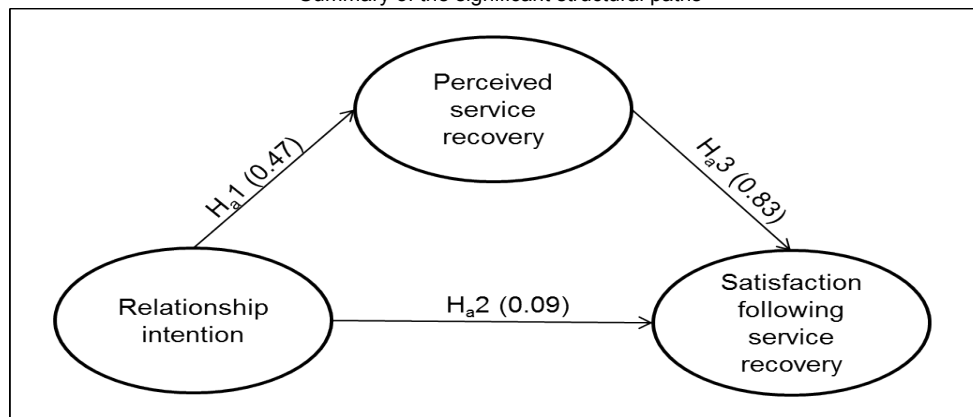 Summary of the significant structural paths
Perceived
service
recovery
Hₐ1 (0.47)
Hₐ3 (0.83)
Relationship
intention
Hₐ2 (0.09)
Satisfaction
following
service
recovery